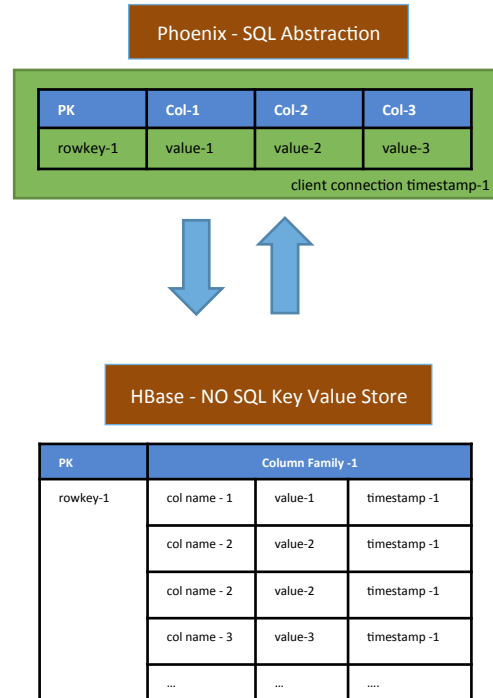 Phoenix - SQL Abstraction
PK Col-1 Col-2 Col-3
rowkey-1 value-1 value-2 value-3
client connection timestamp-1
HBase - NO SQL Key Value Store
PK Column Family -1
rowkey-1 col name - 1 value-1 timestamp -1
col name - 2 value-2 timestamp -1
col name - 2 value-2 timestamp -1
col name - 3 value-3 timestamp -1
... ... ....